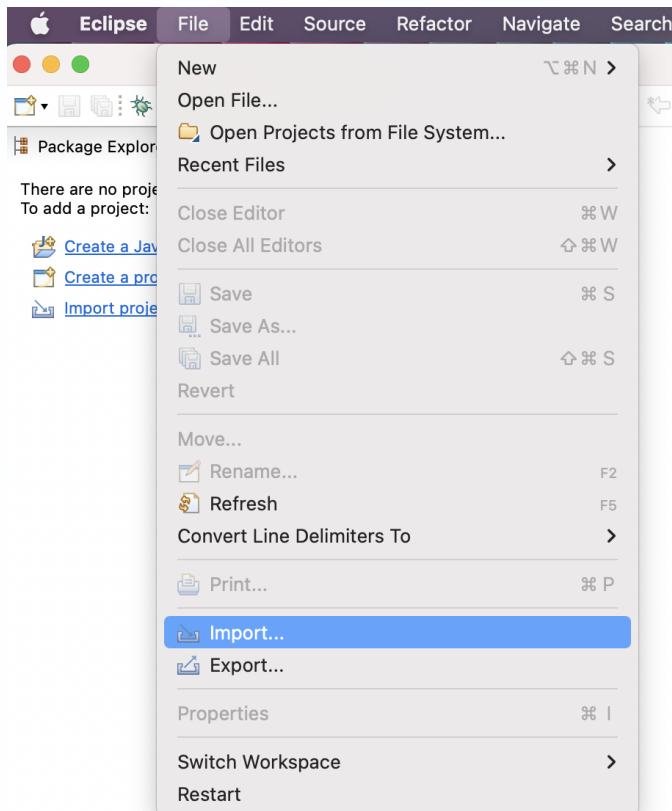 Eclipse File Edit Source Refactor Navigate Search
New ⌥⌘N
Open File...
Package Explor
Open Projects from File System...
Recent Files
There are no proje
To add a project:
Create a Jav
Create a pro
Import proje
Close Editor ⌘W
Close All Editors ⇧⌘W
Save ⌘S
Save As...
Save All ⇧⌘S
Revert
Move...
Rename... F2
Refresh F5
Convert Line Delimiters To
Print... ⌘P
Import...
Export...
Properties ⌘I
Switch Workspace
Restart